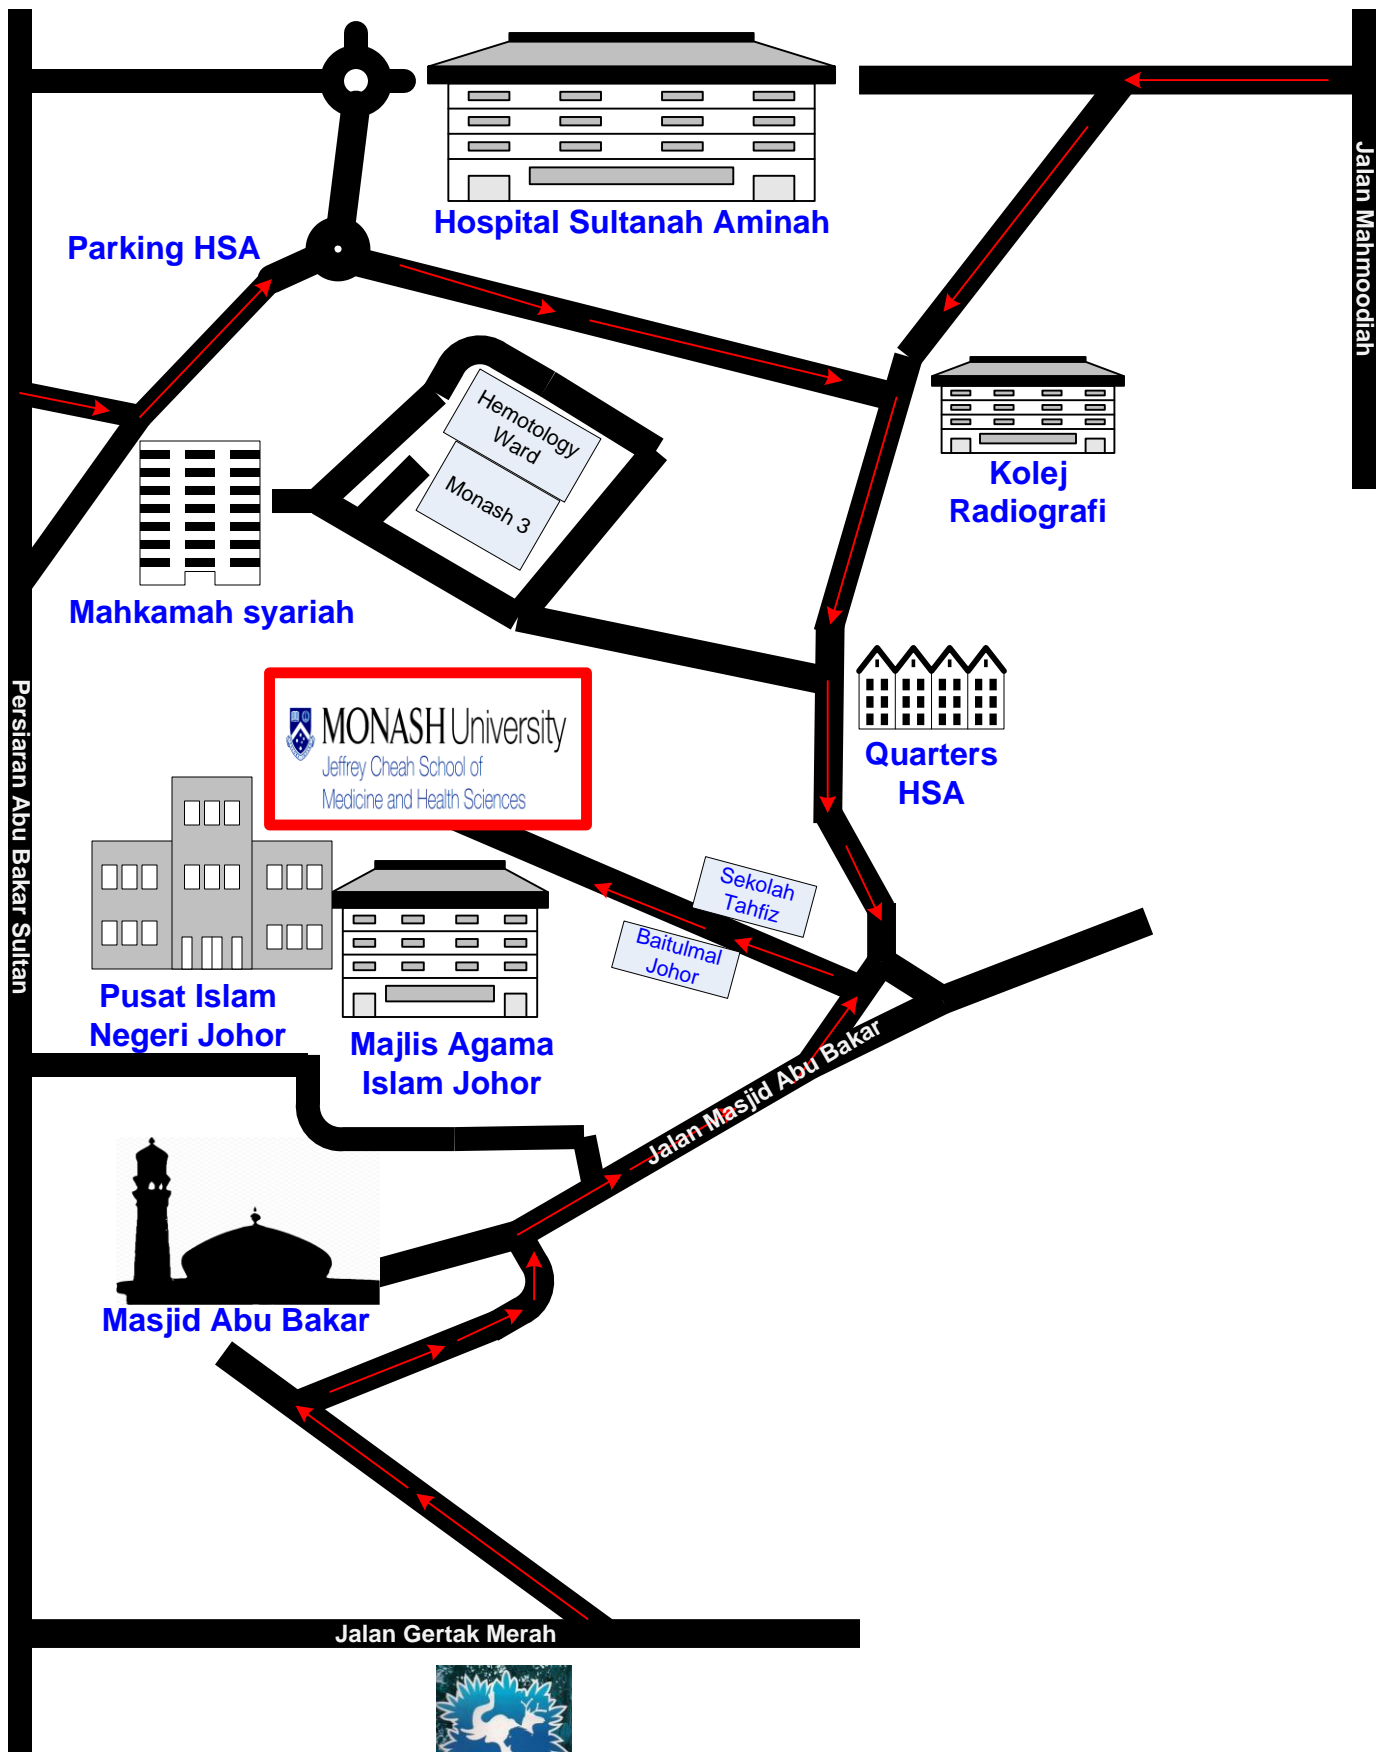 Hospital Sultanah Aminah
Parking HSA
Jalan Mahmoodiah
Hemotology
Ward
Monash 3
Kolej
Radiografi
Mahkamah syariah
Persiaran Abu Bakar Sultan
MONASH University
Jeffrey Cheah School of
Medicine and Health Sciences
Quarters
HSA
Sekolah
Tahfiz
Baitulmal
Johor
Pusat Islam
Negeri Johor
Majlis Agama
Islam Johor
Jalan Masjid Abu Bakar
Masjid Abu Bakar
Jalan Gertak Merah